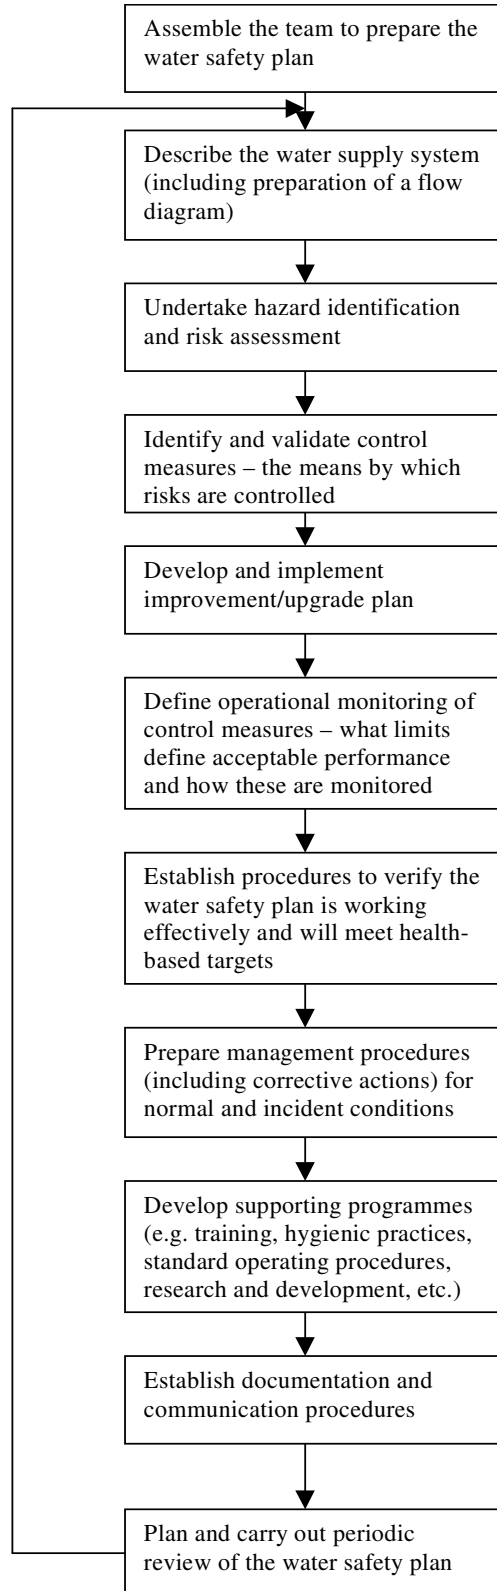 Assemble the team to prepare the
water safety plan
Describe the water supply system
(including preparation of a flow
diagram)
Undertake hazard identification
and risk assessment
Identify and validate control
measures – the means by which
risks are controlled
Develop and implement
improvement/upgrade plan
Define operational monitoring of
control measures – what limits
define acceptable performance
and how these are monitored
Establish procedures to verify the
water safety plan is working
effectively and will meet health-
based targets
Prepare management procedures
(including corrective actions) for
normal and incident conditions
Develop supporting programmes
(e.g. training, hygienic practices,
standard operating procedures,
research and development, etc.)
Establish documentation and
communication procedures
Plan and carry out periodic
review of the water safety plan